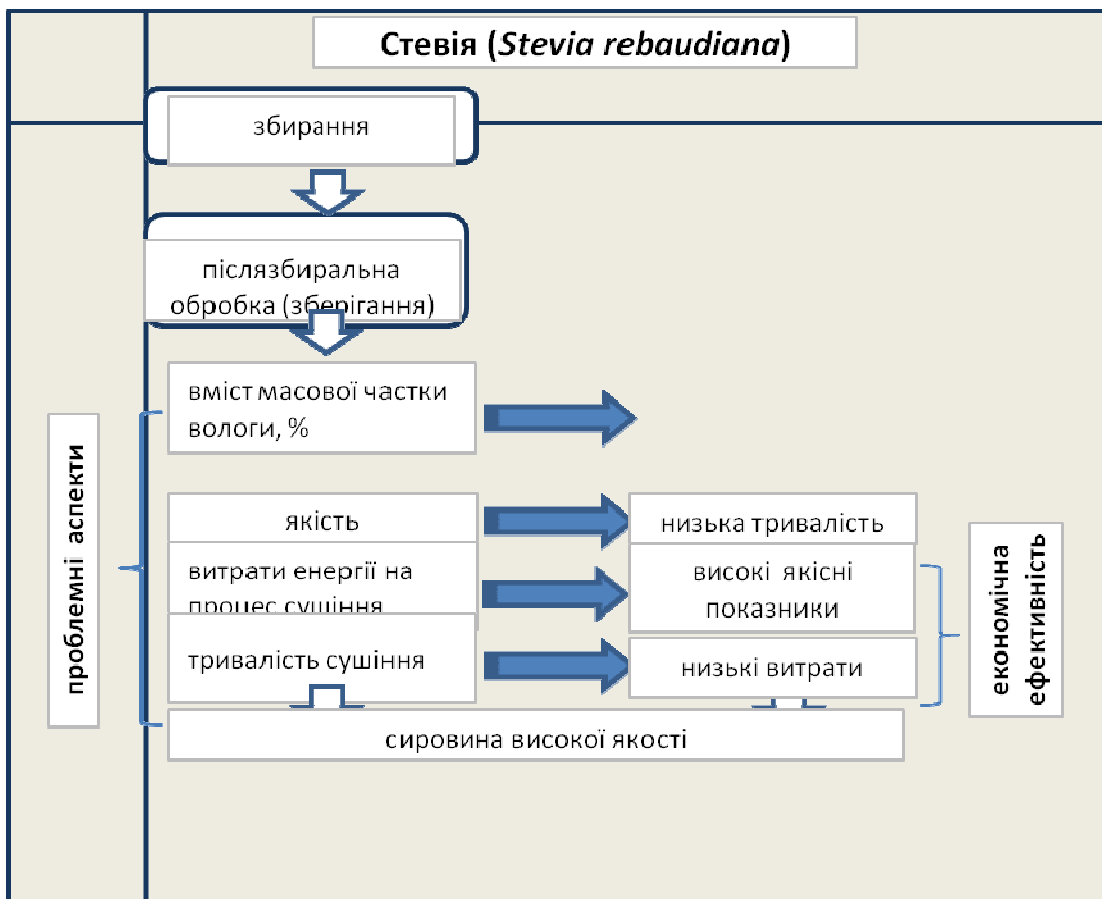 Стевія (Stevia rebaudiana)
збирання
післязбиральна
обробка (зберігання)
вміст масової частки
вологи, %
проблемні аспекти
якість
низька тривалість
витрати енергії на
процес сушіння
високі якісні
показники
економічна
ефективність
тривалість сушіння
низькі витрати
сировина високої якості